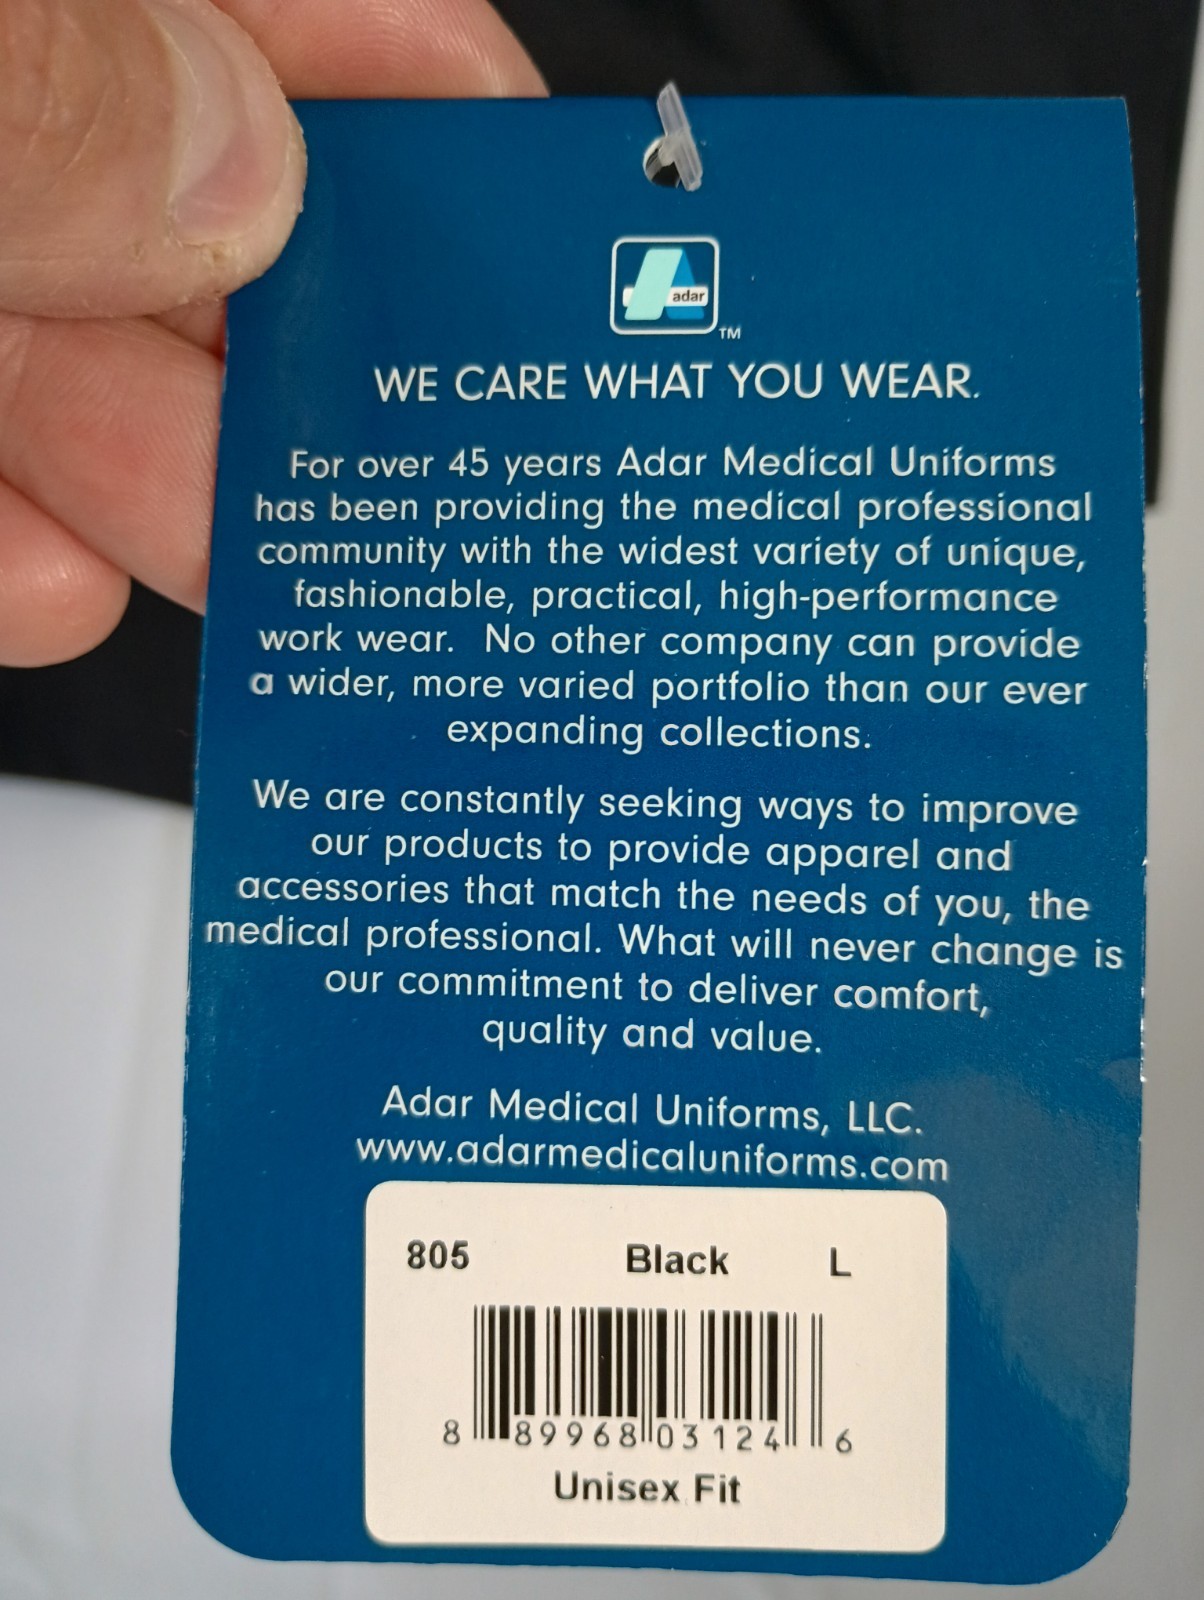 adar
TM
WE CARE WHAT YOU WEAR.
For over 45 years Adar Medical Uniforms
has been providing the medical professional
community with the widest variety of unique,
fashionable, practical, high-performance
work wear. No other company can provide
a wider, more varied portfolio than our ever
expanding collections.
We are constantly seeking ways to improve
our products to provide apparel and
accessories that match the needs of you, the
medical professional. What will never change is
our commitment to deliver comfort,
quality and value.
Adar Medical Uniforms, LLC.
www.adarmedicaluniforms.com
805 Black L
8 89968 03124 6
Unisex Fit